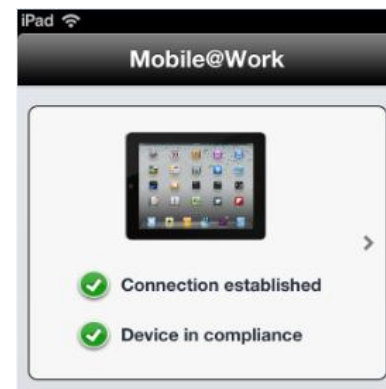 iPad
Mobile@Work
Connection established
Device in compliance